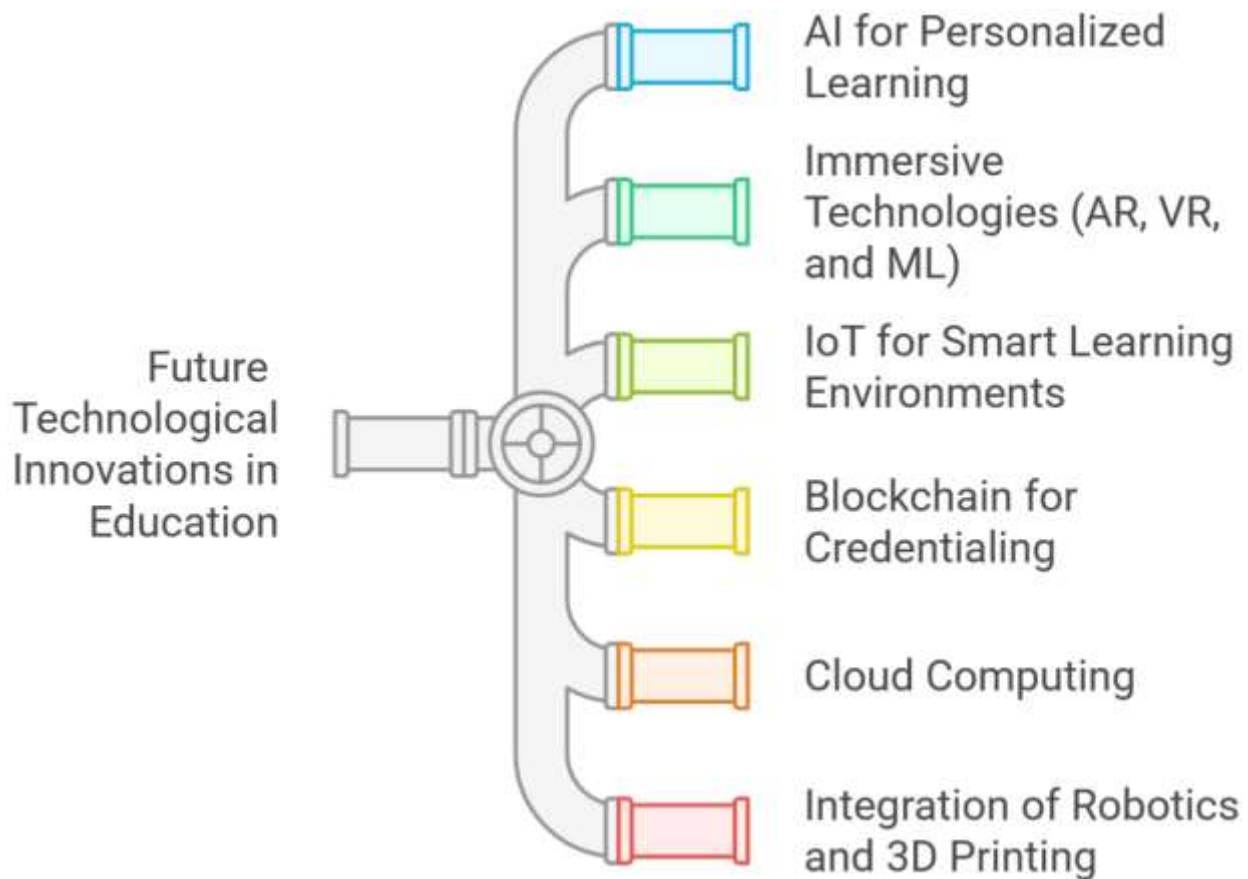 Future
Technological
Innovations in
Education
AI for Personalized
Learning
Immersive
Technologies (AR, VR,
and ML)
IoT for Smart Learning
Environments
Blockchain for
Credentialing
Cloud Computing
Integration of Robotics
and 3D Printing